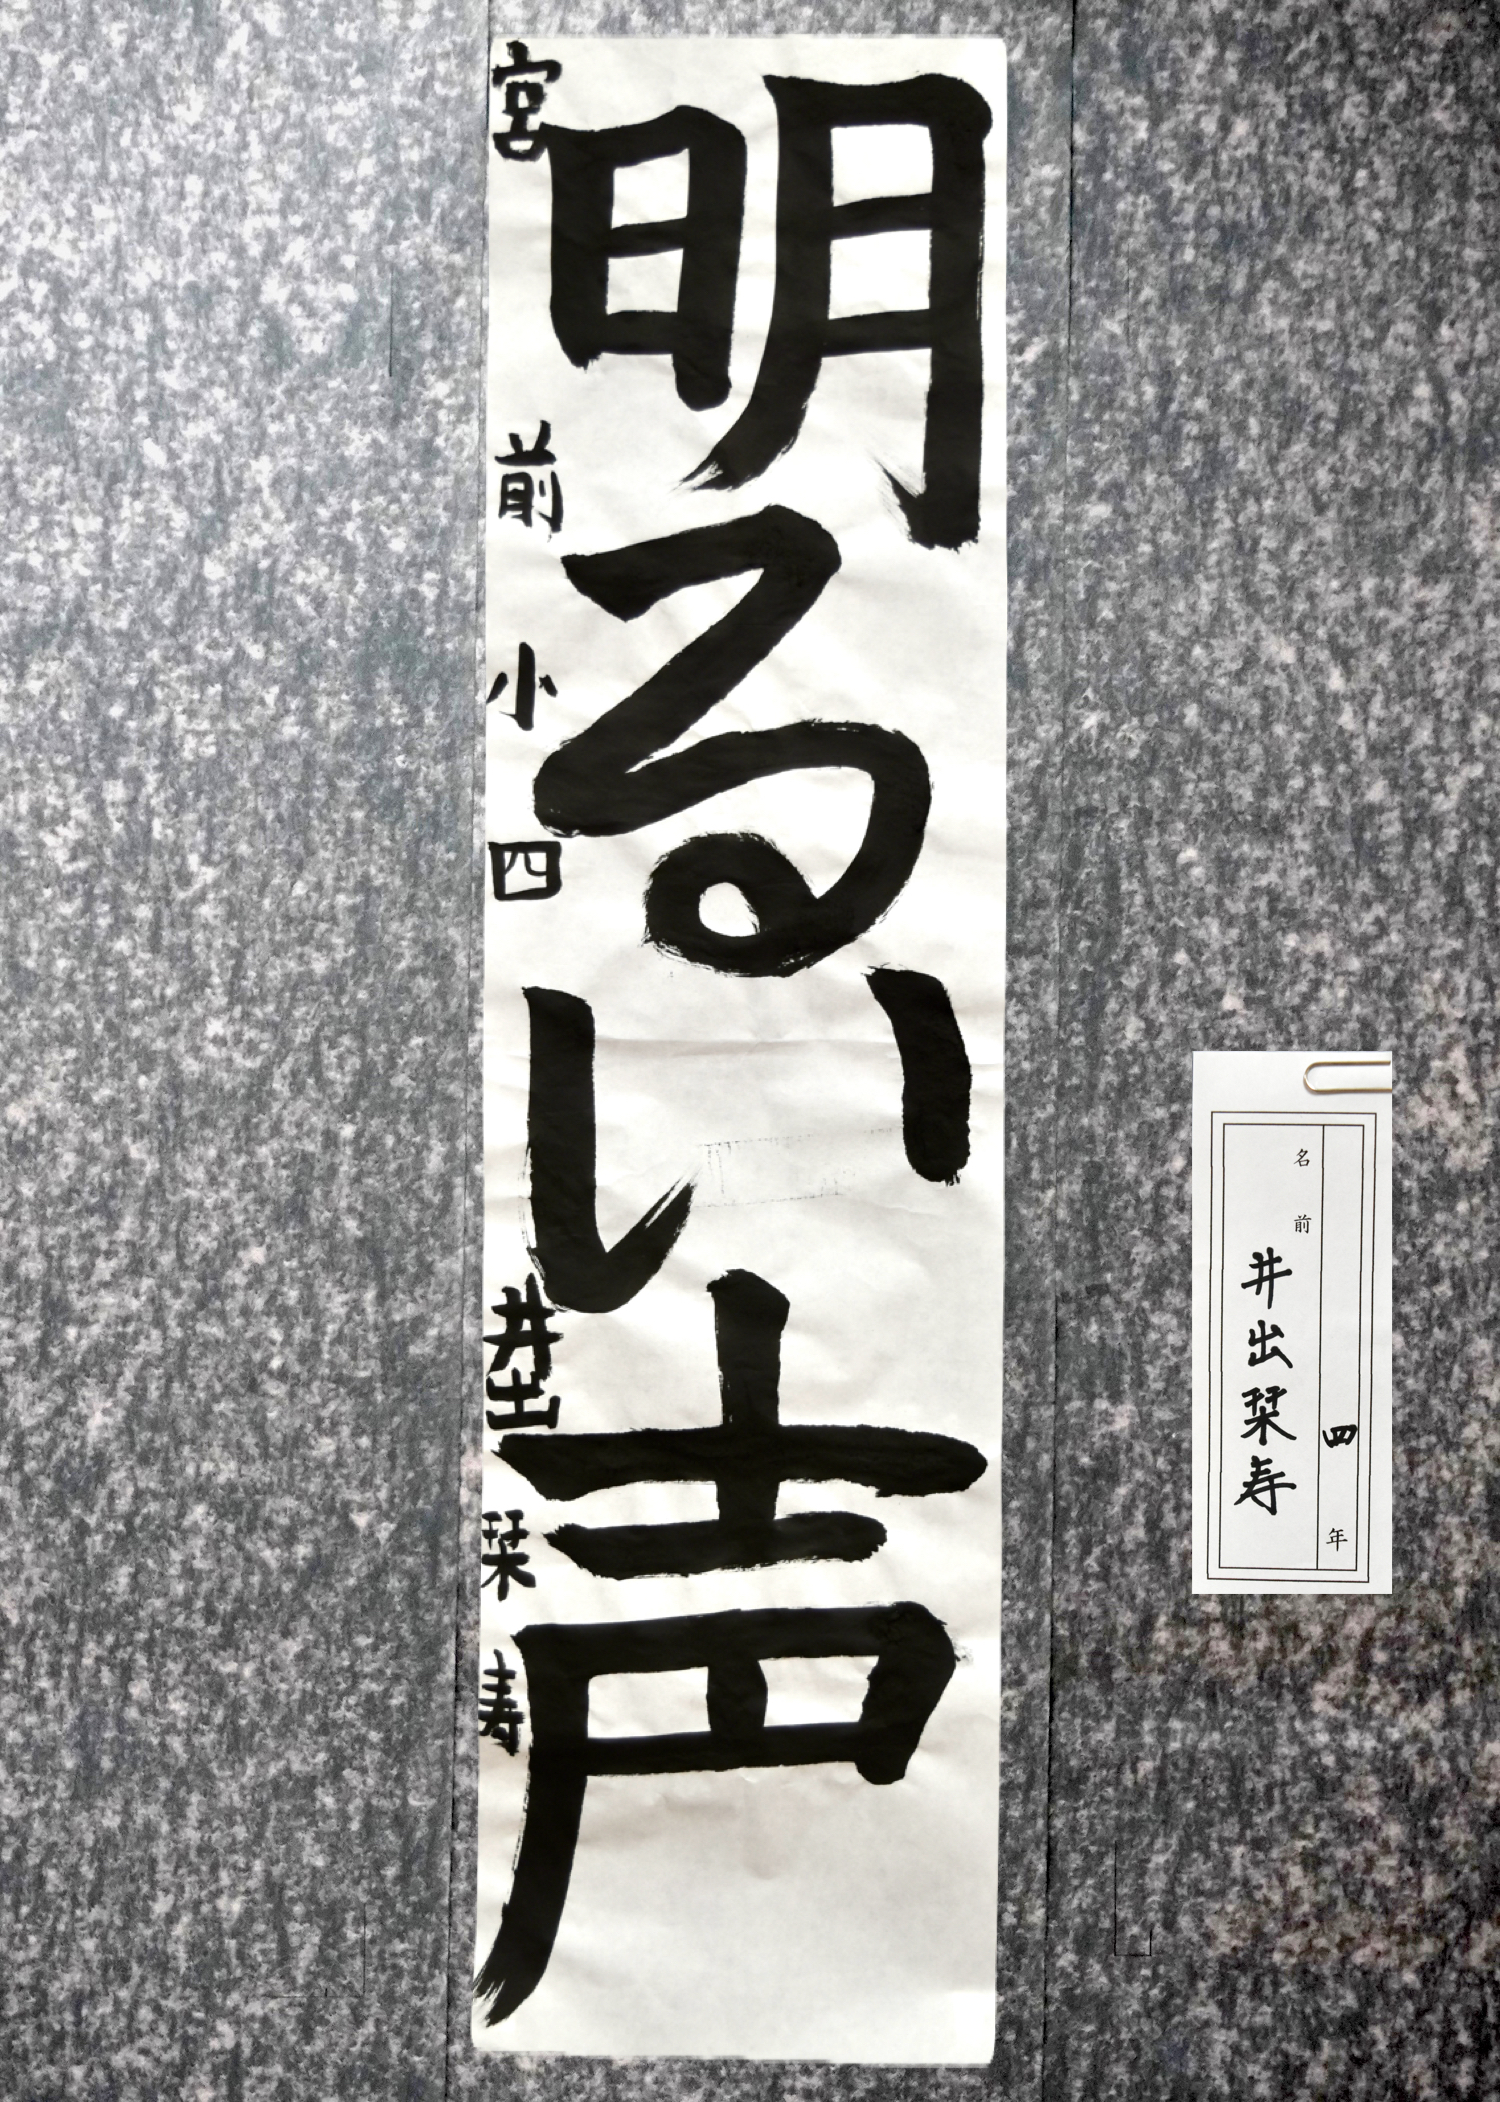 明るい声
宮前小四 井出栞寿
四年
名前 井出栞寿